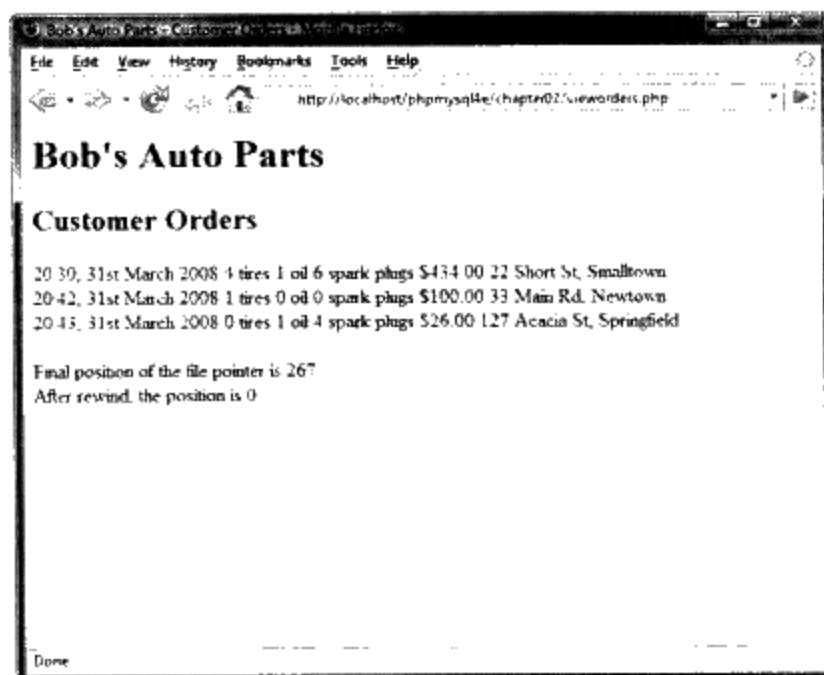 Bob's Auto Parts - Customer Orders -
File Edit View History Bookmarks Tools Help
http://localhost/phpmysql4e/chapter02/vieworders.php
Bob's Auto Parts
Customer Orders
20:39, 31st March 2008 4 tires 1 oil 6 spark plugs $434.00 22 Short St, Smalltown
20:42, 31st March 2008 1 tires 0 oil 0 spark plugs $100.00 33 Main Rd, Newtown
20:43, 31st March 2008 0 tires 1 oil 4 spark plugs $26.00 127 Acacia St, Springfield
Final position of the file pointer is 267
After rewind, the position is 0
Done